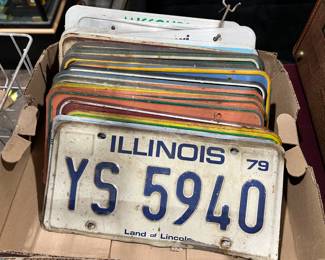 ILLINOIS 79
YS 5940
Land of Lincoln